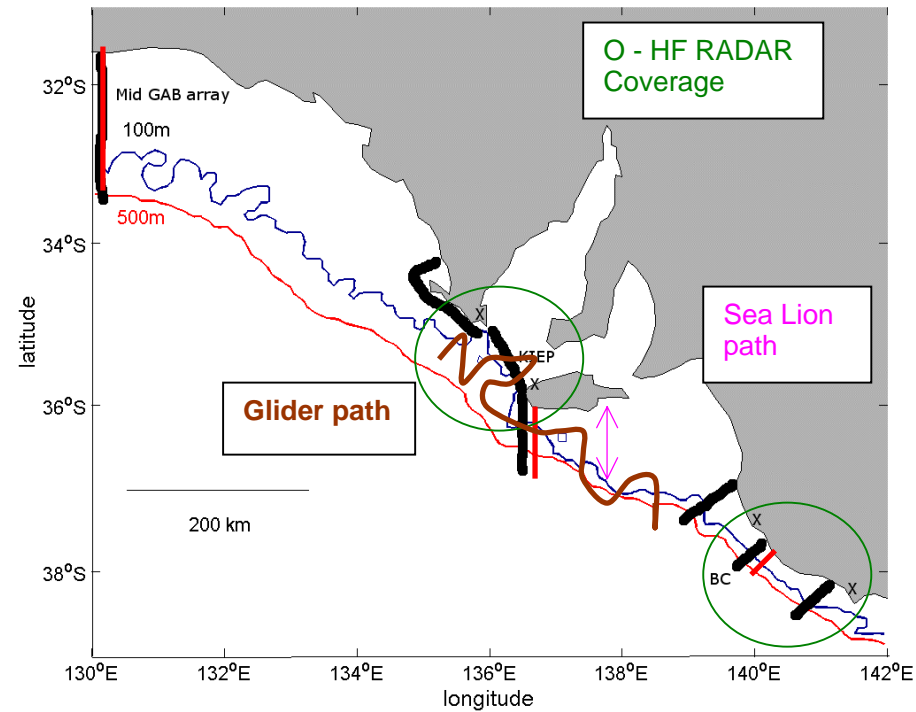 O - HF RADAR
Coverage
32°S
Mid GAB array
100m
500m
34°S
latitude
X
Sea Lion
path
KIEP
X
Glider path
36°S
200 km
X
38°S
BC
X
130°E
132°E
134°E
136°E
138°E
140°E
142°E
longitude